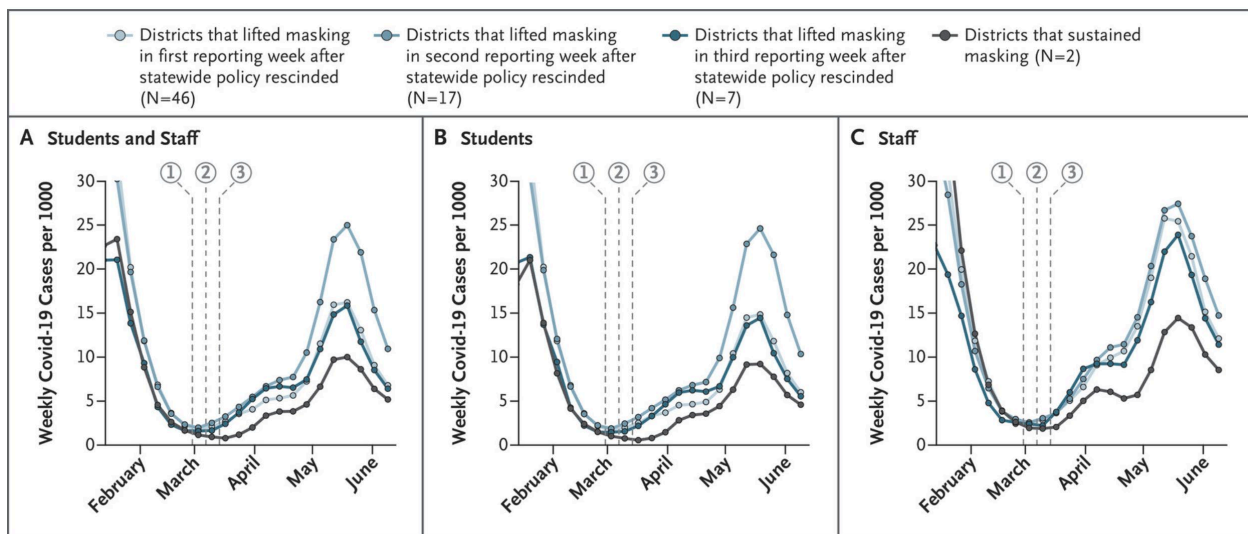 Districts that lifted masking
in first reporting week after
statewide policy rescinded
(N=46)
Districts that lifted masking
in second reporting week after
statewide policy rescinded
(N=17)
Districts that lifted masking
in third reporting week after
statewide policy rescinded
(N=7)
Districts that sustained
masking (N=2)
A Students and Staff
1 2 3
Weekly Covid-19 Cases per 1000
30
25
20
15
10
5
0
February March April May June
B Students
1 2 3
Weekly Covid-19 Cases per 1000
30
25
20
15
10
5
0
February March April May June
C Staff
1 2 3
Weekly Covid-19 Cases per 1000
30
25
20
15
10
5
0
February March April May June